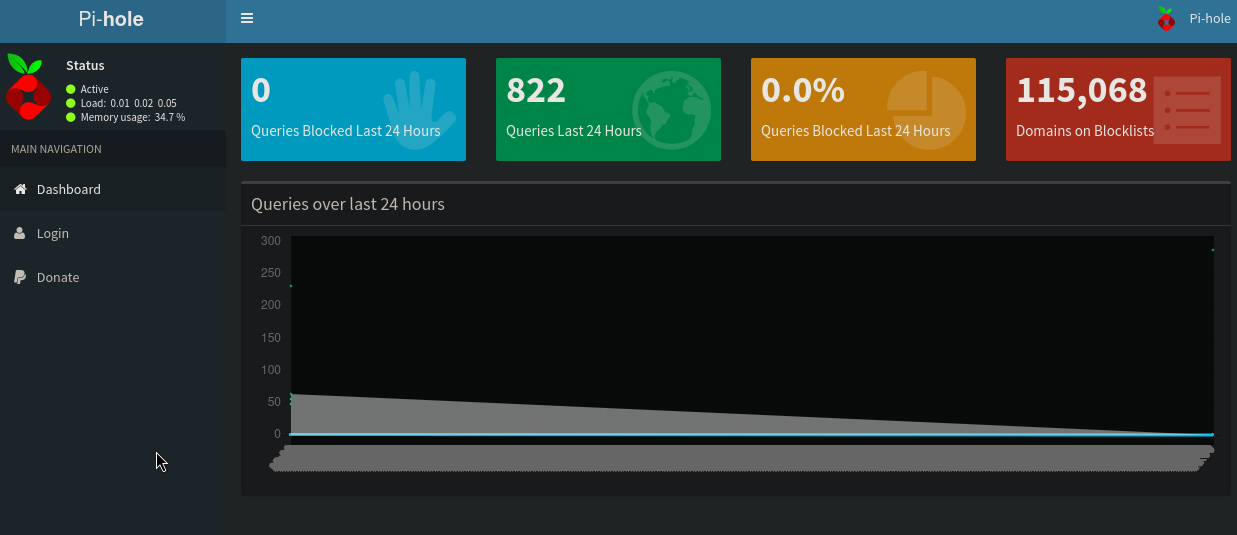 Pi-hole
Pi-hole
Status
Active
Load: 0.01 0.02 0.05
Memory usage: 34.7 %
MAIN NAVIGATION
Dashboard
Login
Donate
0
Queries Blocked Last 24 Hours
822
Queries Last 24 Hours
0.0%
Queries Blocked Last 24 Hours
115,068
Domains on Blocklists
Queries over last 24 hours
300
250
200
150
100
50
0